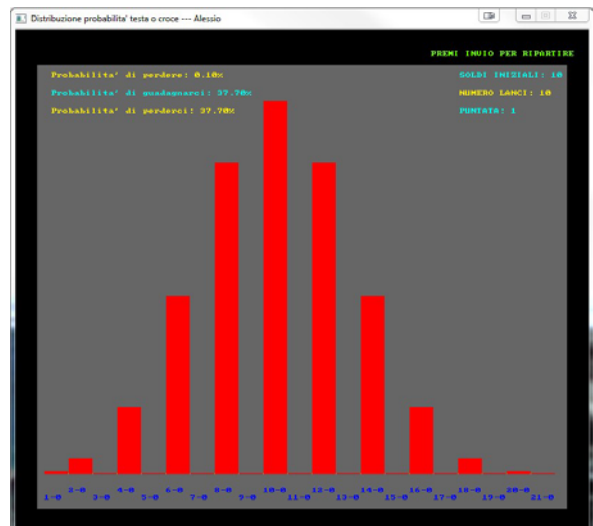 Distribuzione probabilita' testa o croce --- Alessio
PREMI INVIO PER RIPARTIRE
Probabilita' di perdere: 0.10%
SOLDI INIZIALI: 10
Probabilita' di guadagnarci: 37.70%
NUMERO LANCI: 10
Probabilita' di perderci: 37.70%
PUNTATA: 1
2-0 4-0 6-0 8-0 10-0 12-0 14-0 16-0 18-0 20-0
1-0 3-0 5-0 7-0 9-0 11-0 13-0 15-0 17-0 19-0 21-0